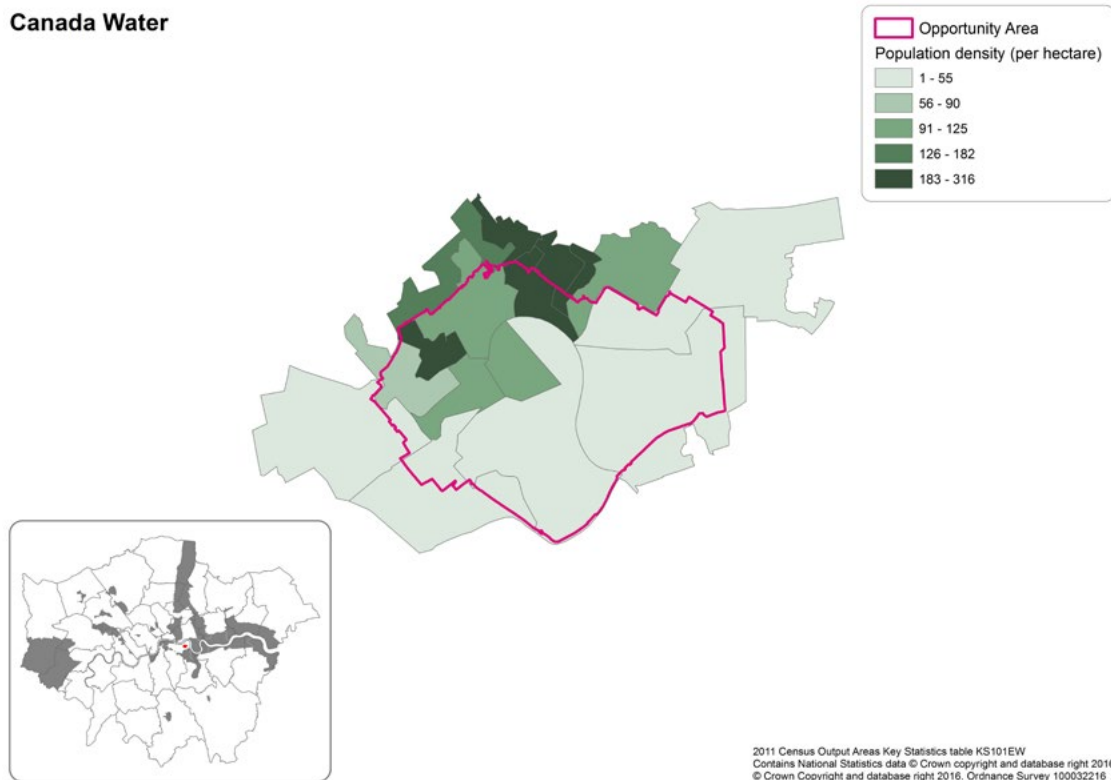 Canada Water
Opportunity Area
Population density (per hectare)
1 - 55
56 - 90
91 - 125
126 - 182
183 - 316
2011 Census Output Areas Key Statistics table KS101EW
Contains National Statistics data © Crown copyright and database right 2016
© Crown Copyright and database right 2016. Ordnance Survey 100032216